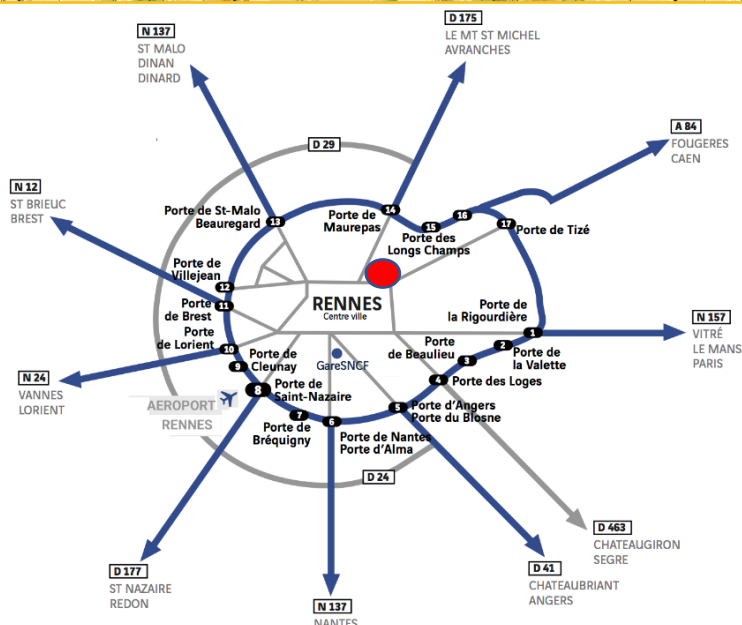 D 175
LE MT ST MICHEL
AVRANCHES
N 137
ST MALO
DINAN
DINARD
A 84
FOUGERES
CAEN
D 29
N 12
ST BRIEUC
BREST
Porte de St-Malo
Beauregard
13
Porte de
Maurepas
14
15
16
17
Porte des
Longs Champs
Porte de Tizé
Porte de
Villejean
12
Porte
de Brest
11
RENNES
Centre ville
Porte de
la Rigourdière
1
N 157
VITRÉ
LE MANS
PARIS
Porte
de Lorient
10
9
Porte de
Cleunay
GareSNCF
Porte
de Beaulieu
3
2
Porte de
la Valette
N 24
VANNES
LORIENT
8
Porte de
Saint-Nazaire
4
Porte des Loges
AEROPORT
RENNES
7
Porte de
Bréquigny
6
Porte de Nantes
Porte d'Alma
5
Porte d'Angers
Porte du Blosne
D 24
D 463
CHATEAUGIRON
SEGRE
D 177
ST NAZAIRE
REDON
D 41
CHATEAUBRIANT
ANGERS
N 137
NANTES